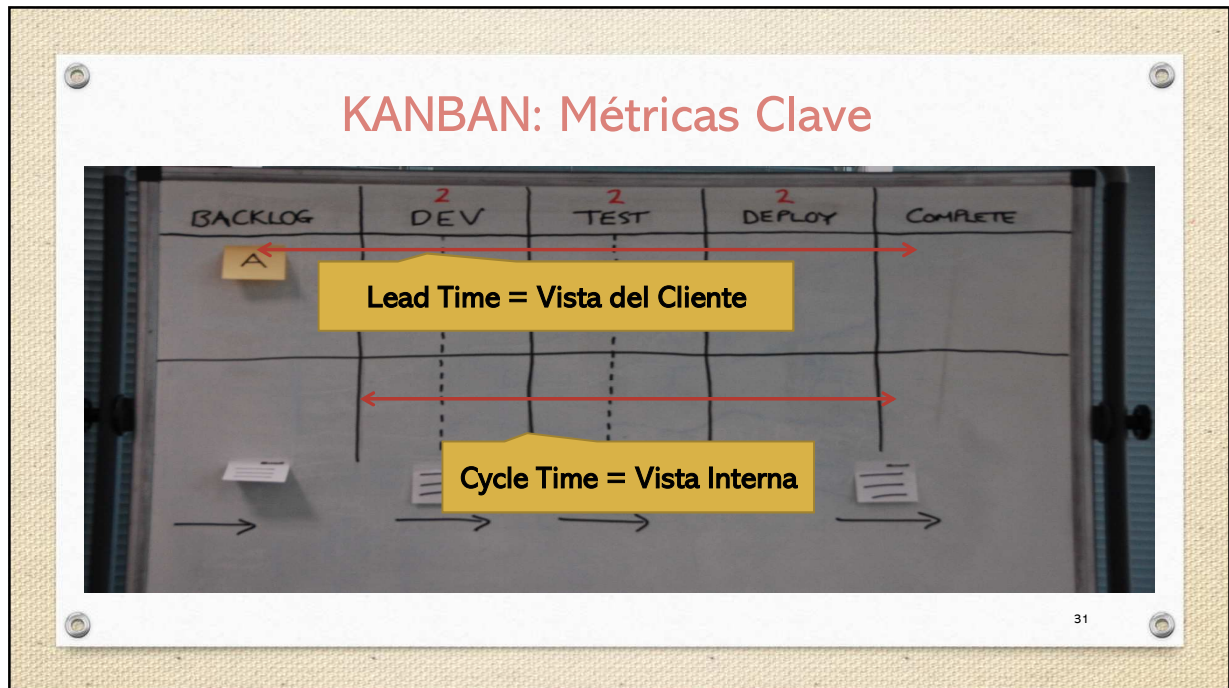 KANBAN: Métricas Clave
2 2 2
BACKLOG DEV TEST DEPLOY COMPLETE
A
Lead Time = Vista del Cliente
Cycle Time = Vista Interna
31